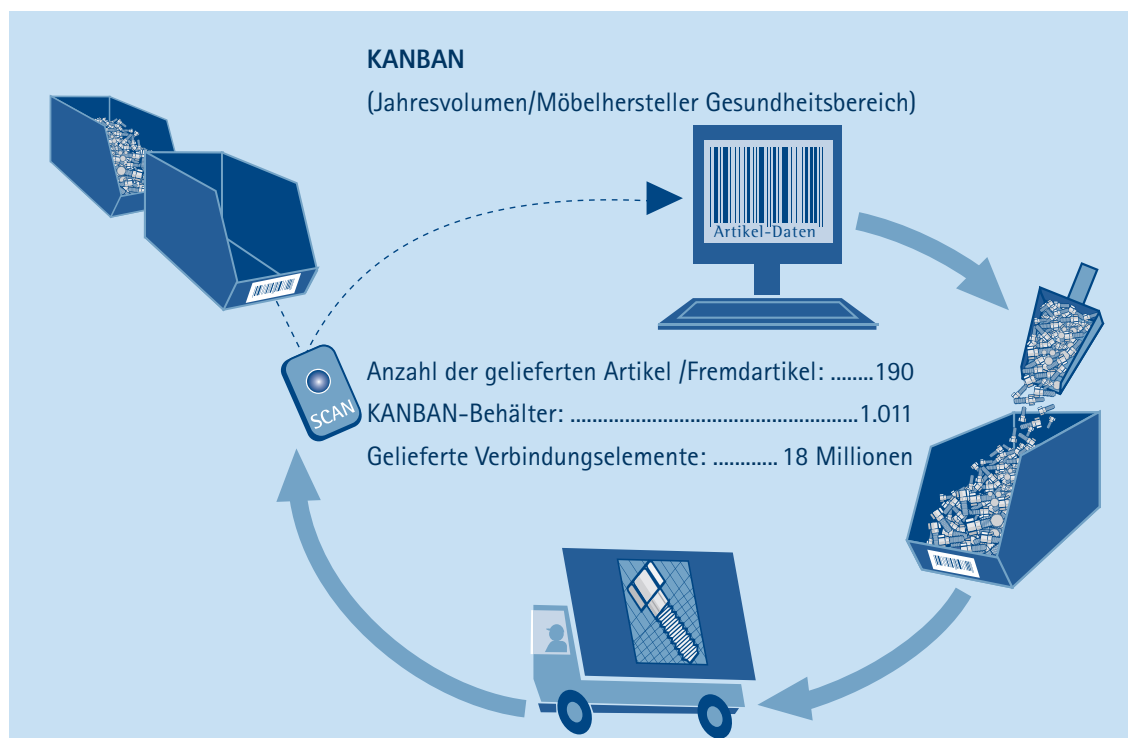 KANBAN
(Jahresvolumen/Möbelhersteller Gesundheitsbereich)
Artikel-Daten
SCAN
Anzahl der gelieferten Artikel /Fremdartikel: ........190
KANBAN-Behälter: ..................................................1.011
Gelieferte Verbindungselemente: ............ 18 Millionen